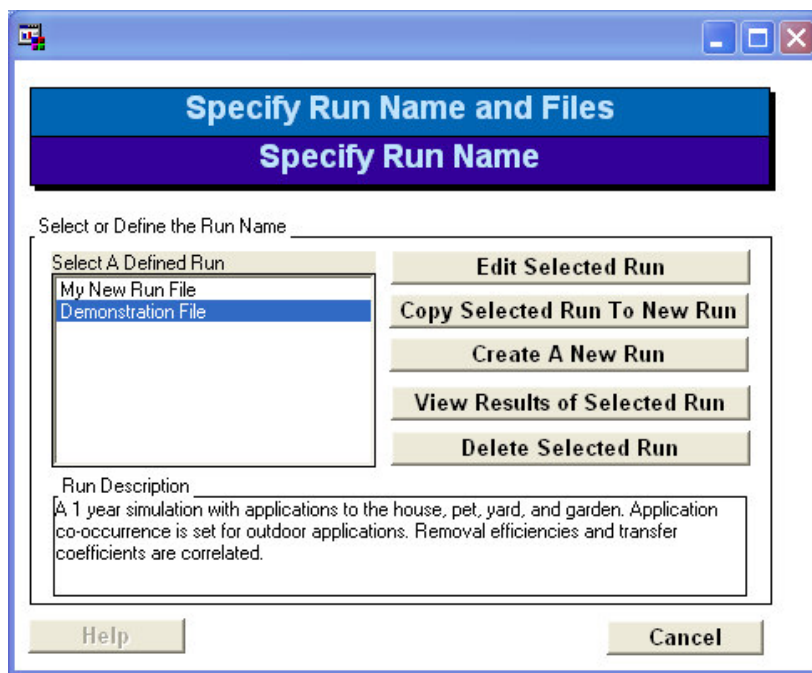 Specify Run Name and Files
Specify Run Name
Select or Define the Run Name
Select A Defined Run
My New Run File
Demonstration File
Edit Selected Run
Copy Selected Run To New Run
Create A New Run
View Results of Selected Run
Delete Selected Run
Run Description
A 1 year simulation with applications to the house, pet, yard, and garden. Application
co-occurrence is set for outdoor applications. Removal efficiencies and transfer
coefficients are correlated.
Help
Cancel